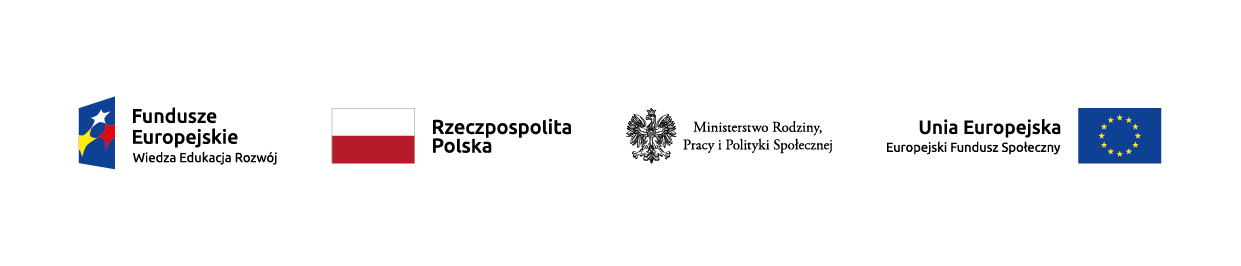 Fundusze
Europejskie
Wiedza Edukacja Rozwój
Rzeczpospolita
Polska
Ministerstwo Rodziny,
Pracy i Polityki Społecznej
Unia Europejska
Europejski Fundusz Społeczny